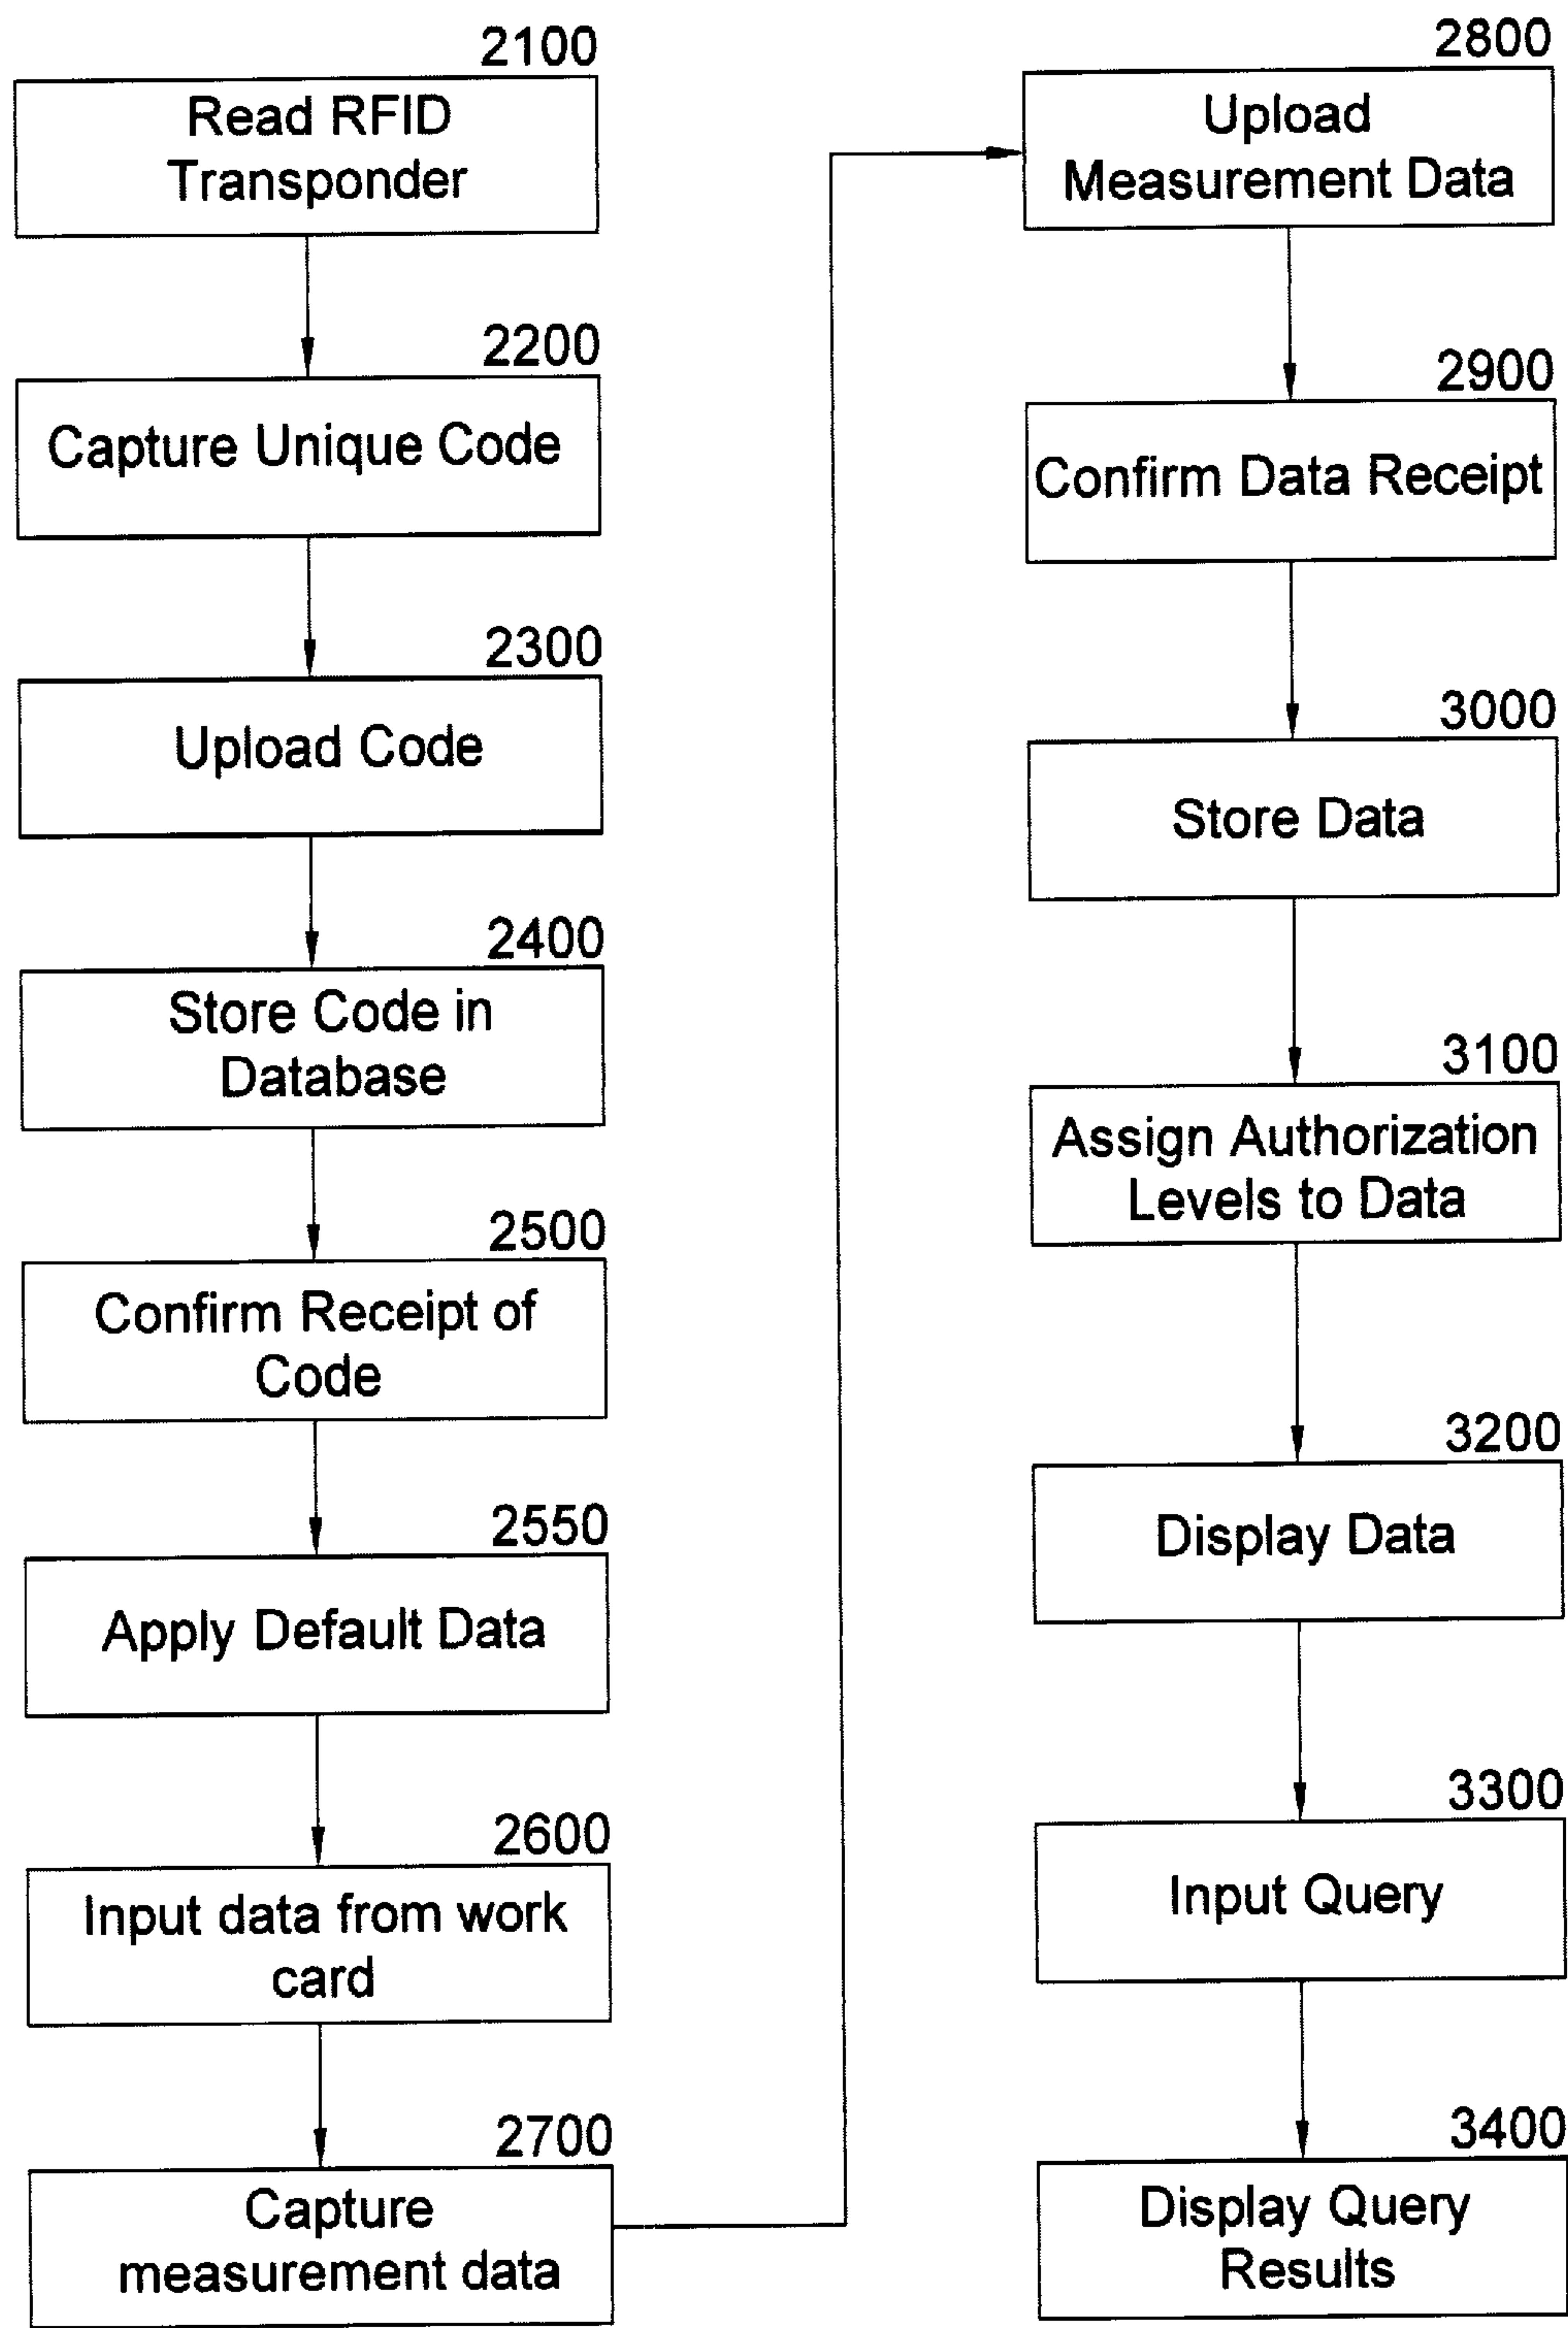 2100
Read RFID
Transponder
2200
Capture Unique Code
2300
Upload Code
2400
Store Code in
Database
2500
Confirm Receipt of
Code
2550
Apply Default Data
2600
Input data from work
card
2700
Capture
measurement data
2800
Upload
Measurement Data
2900
Confirm Data Receipt
3000
Store Data
3100
Assign Authorization
Levels to Data
3200
Display Data
3300
Input Query
3400
Display Query
Results